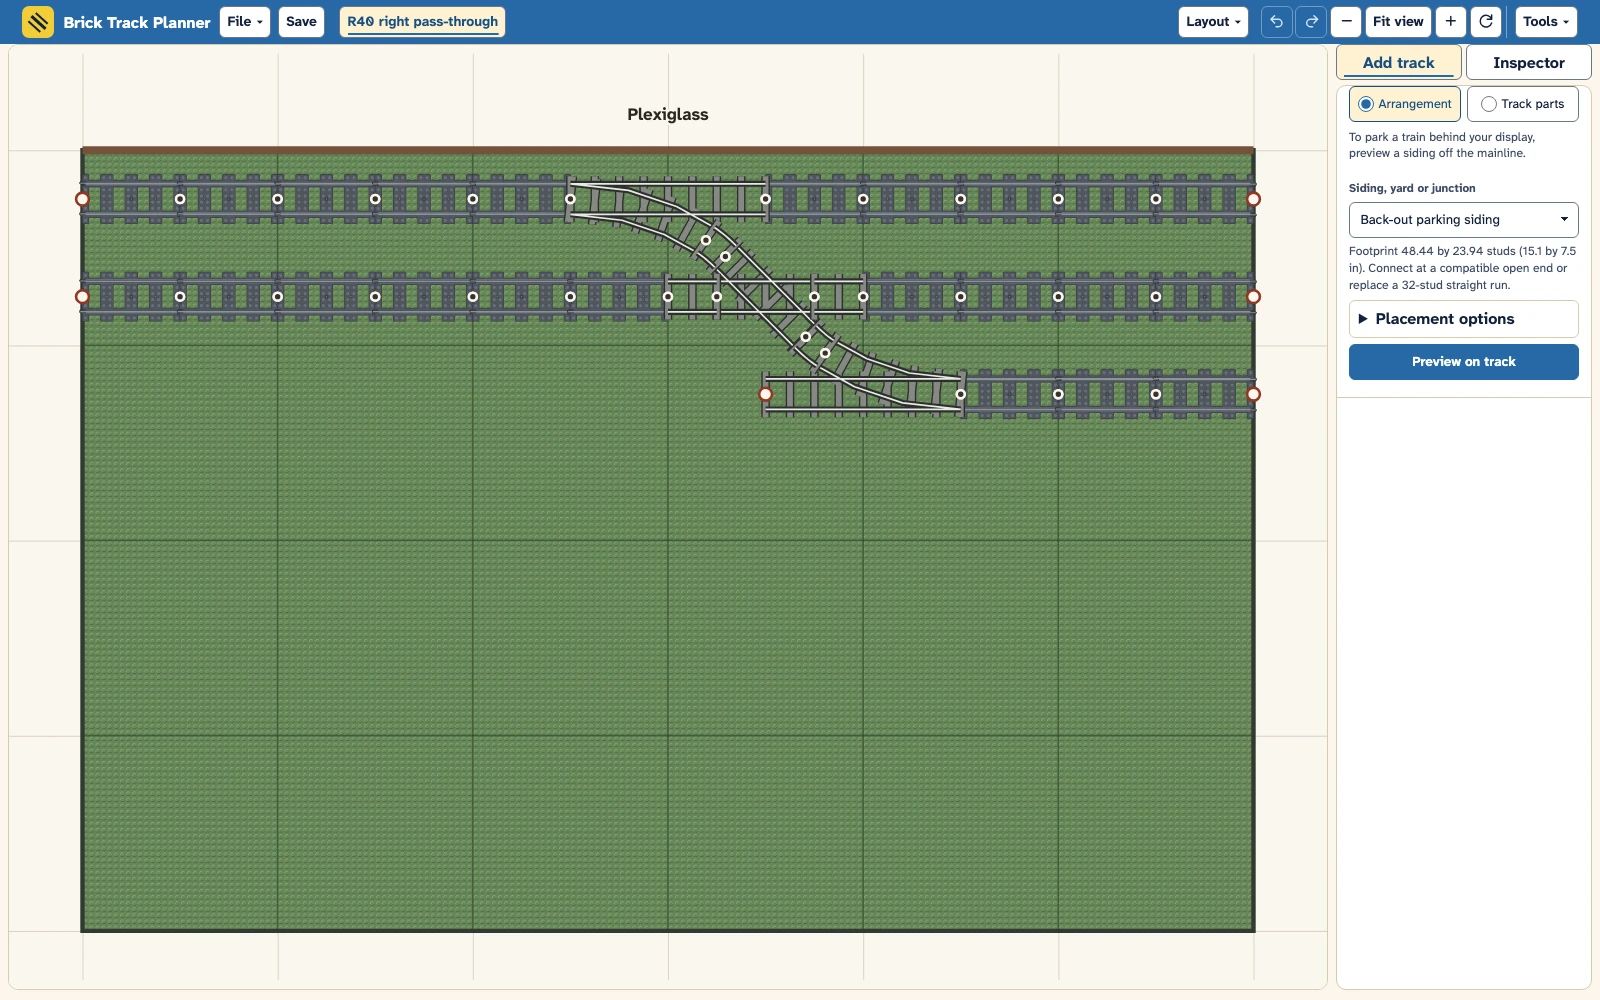 Brick Track Planner
File
Save
R40 right pass-through
Layout
Fit view
Tools
Add track
Inspector
Arrangement
Track parts
To park a train behind your display,
preview a siding off the mainline.
Siding, yard or junction
Back-out parking siding
Footprint 48.44 by 23.94 studs (15.1 by 7.5
in). Connect at a compatible open end or
replace a 32-stud straight run.
Placement options
Preview on track
Plexiglass